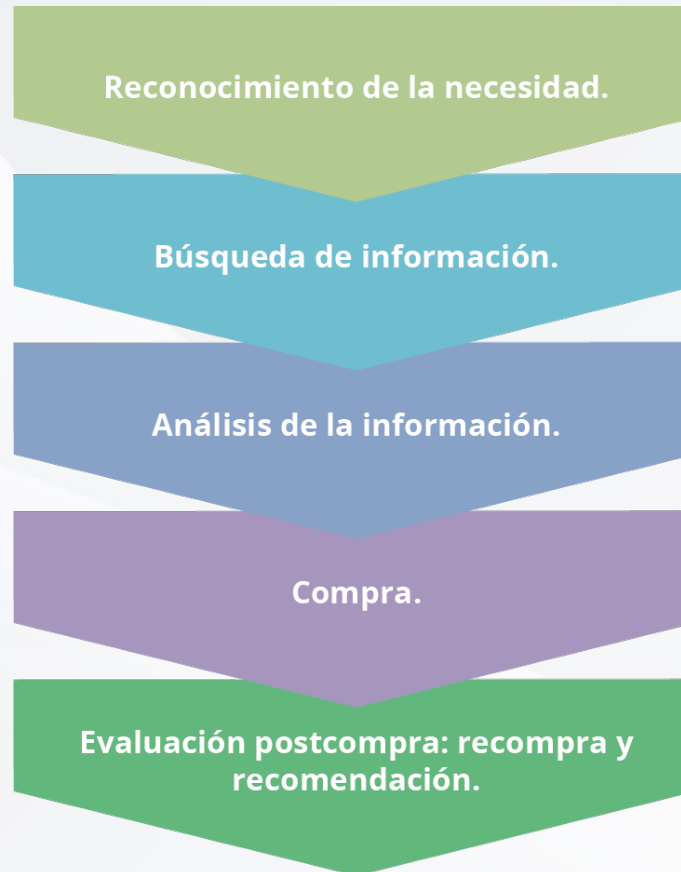 Reconocimiento de la necesidad.
Búsqueda de información.
Análisis de la información.
Compra.
Evaluación postcompra: recompra y
recomendación.